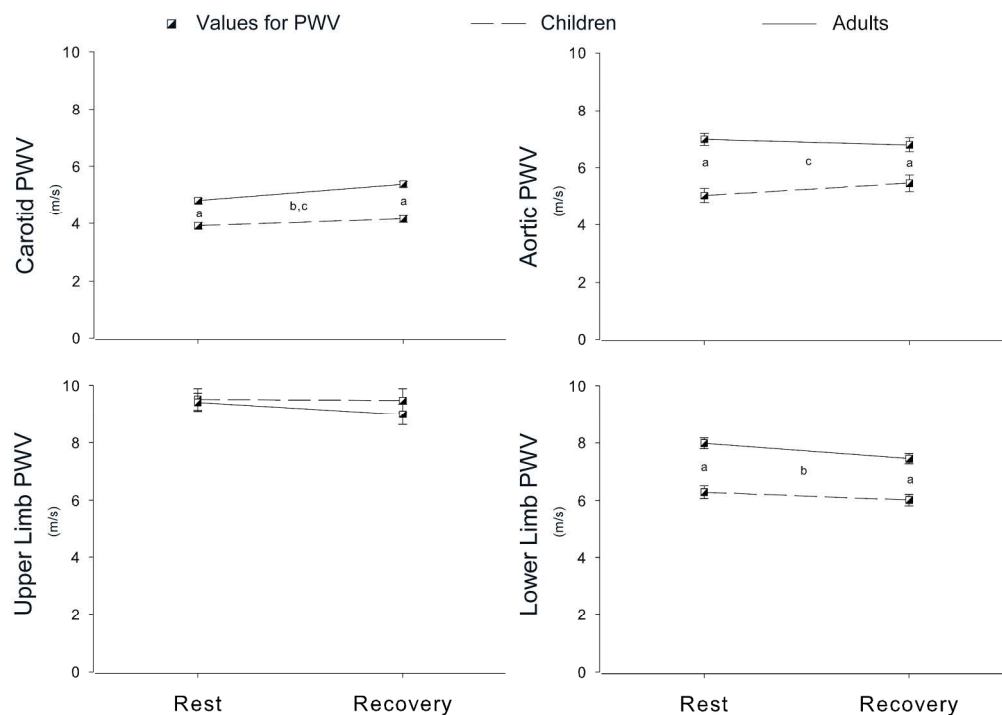 Values for PWV Children Adults
Carotid PWV
(m/s)
10
8
6
4
2
0
a
b,c
a
Aortic PWV
(m/s)
10
8
6
4
2
0
a
c
a
Upper Limb PWV
(m/s)
10
8
6
4
2
0
Rest Recovery
Lower Limb PWV
(m/s)
10
8
6
4
2
0
a
b
a
Rest Recovery